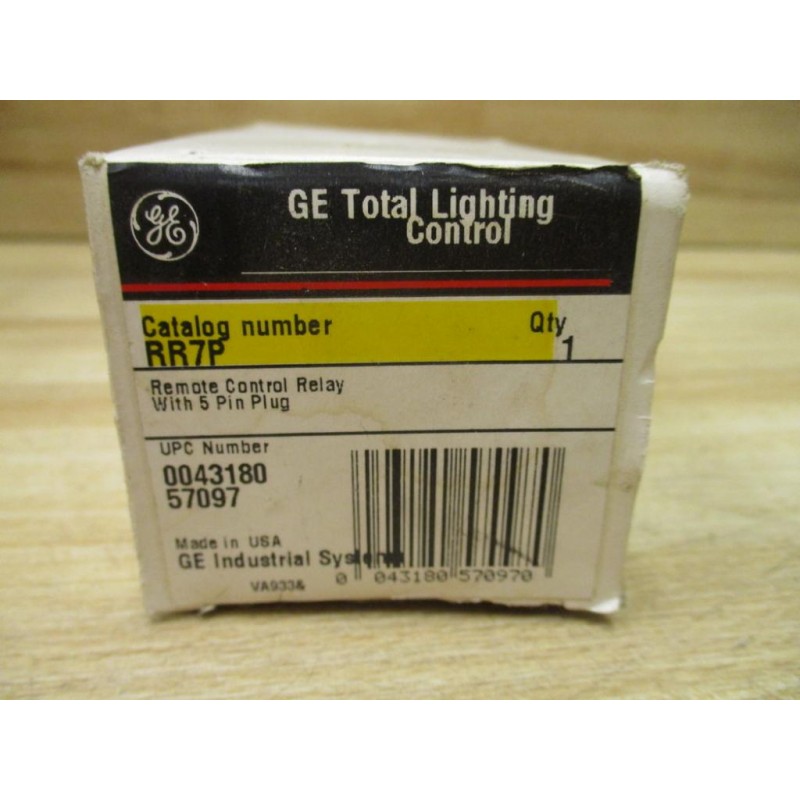 GE
GE Total Lighting
Control
Catalog number Qty
RR7P 1
Remote Control Relay
With 5 Pin Plug
UPC Number
0043180
57097
Made in USA
GE Industrial Systems
0 043180 570970